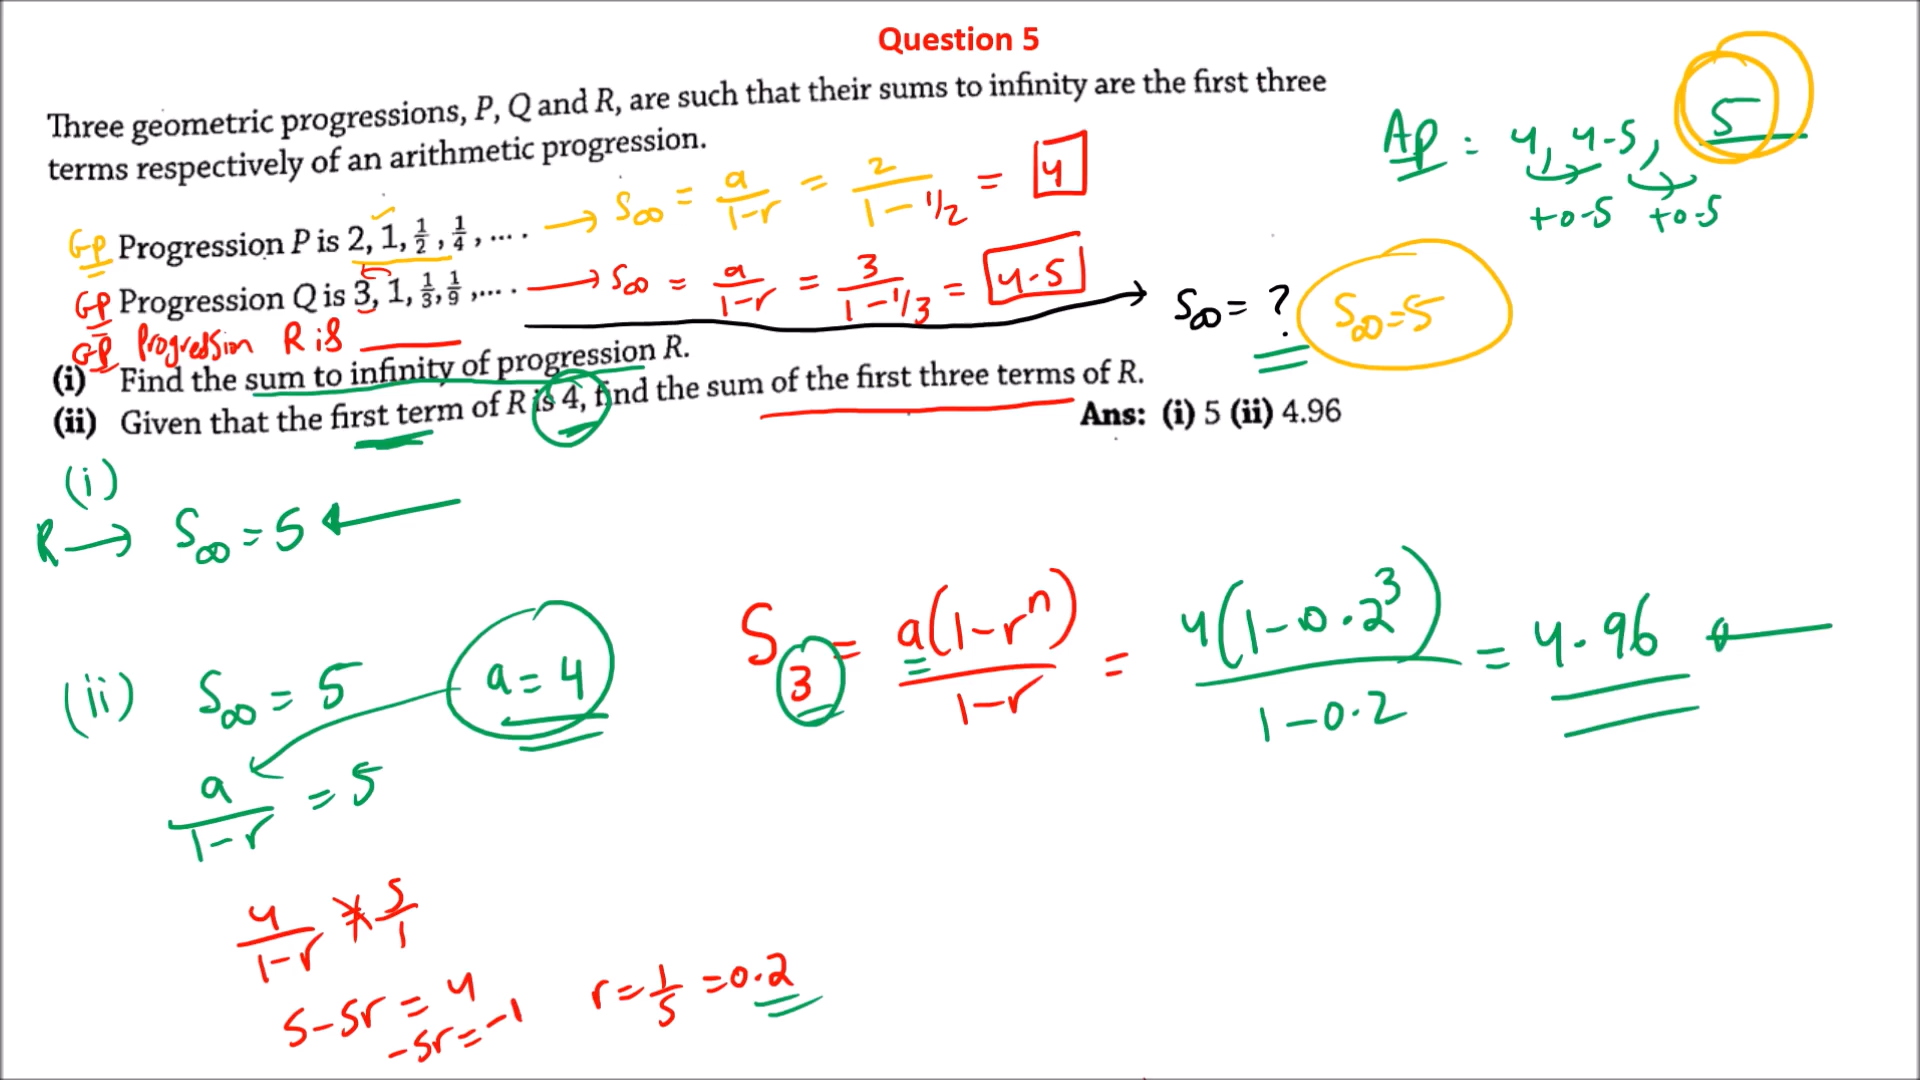 Question 5
Three geometric progressions, P, Q and R, are such that their sums to infinity are the first three
terms respectively of an arithmetic progression.
AP : 4, 4.5, 5
+0.5 +0.5
GP Progression P is 2, 1, 1/2, 1/4, .... → S∞ = a/(1-r) = 2/(1-1/2) = 4
GP Progression Q is 3, 1, 1/3, 1/9, .... → S∞ = a/(1-r) = 3/(1-1/3) = 4.5
GP Progression R is ____ → S∞ = ? S∞=5
(i) Find the sum to infinity of progression R.
(ii) Given that the first term of R is 4, find the sum of the first three terms of R.
Ans: (i) 5 (ii) 4.96
(i)
R → S∞ = 5 ←
(ii) S∞ = 5 a = 4
a/(1-r) = 5
4/(1-r) 5/1
5-5r = 4
-5r = -1
r = 1/5 = 0.2
S3 = a(1-r^n)/(1-r) = 4(1-0.2^3)/(1-0.2) = 4.96 ←